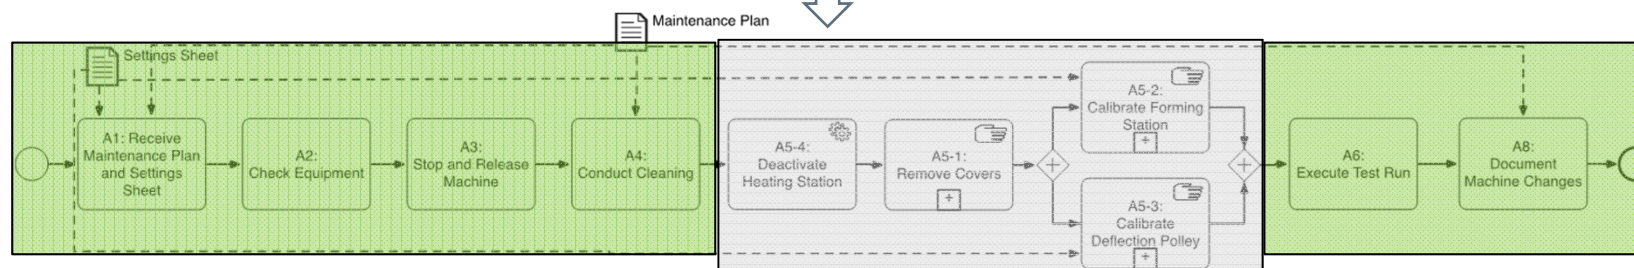 Maintenance Plan
Settings Sheet
A1: Receive
Maintenance Plan
and Settings
Sheet
A2:
Check Equipment
A3:
Stop and Release
Machine
A4:
Conduct Cleaning
A5-4:
Deactivate
Heating Station
A5-1:
Remove Covers
A5-2:
Calibrate Forming
Station
A5-3:
Calibrate
Deflection Polley
A6:
Execute Test Run
A8:
Document
Machine Changes